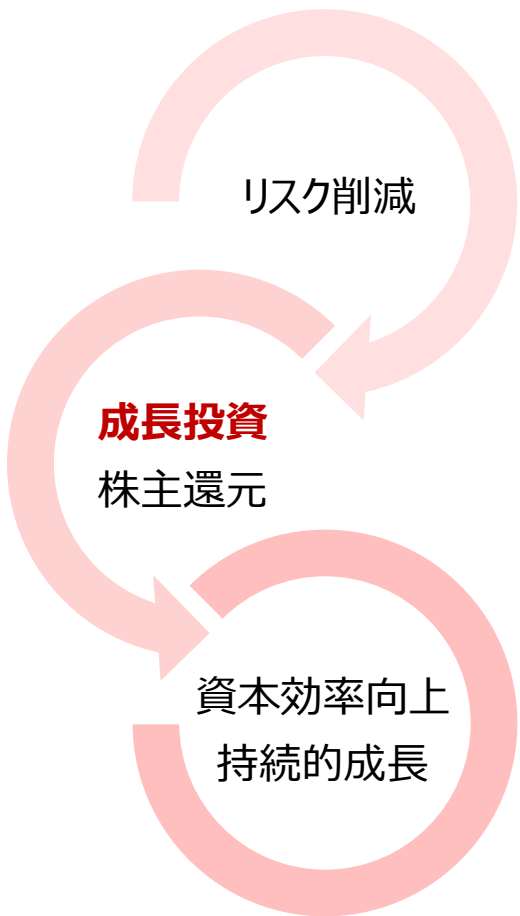 リスク削減
成長投資
株主還元
資本効率向上
持続的成長